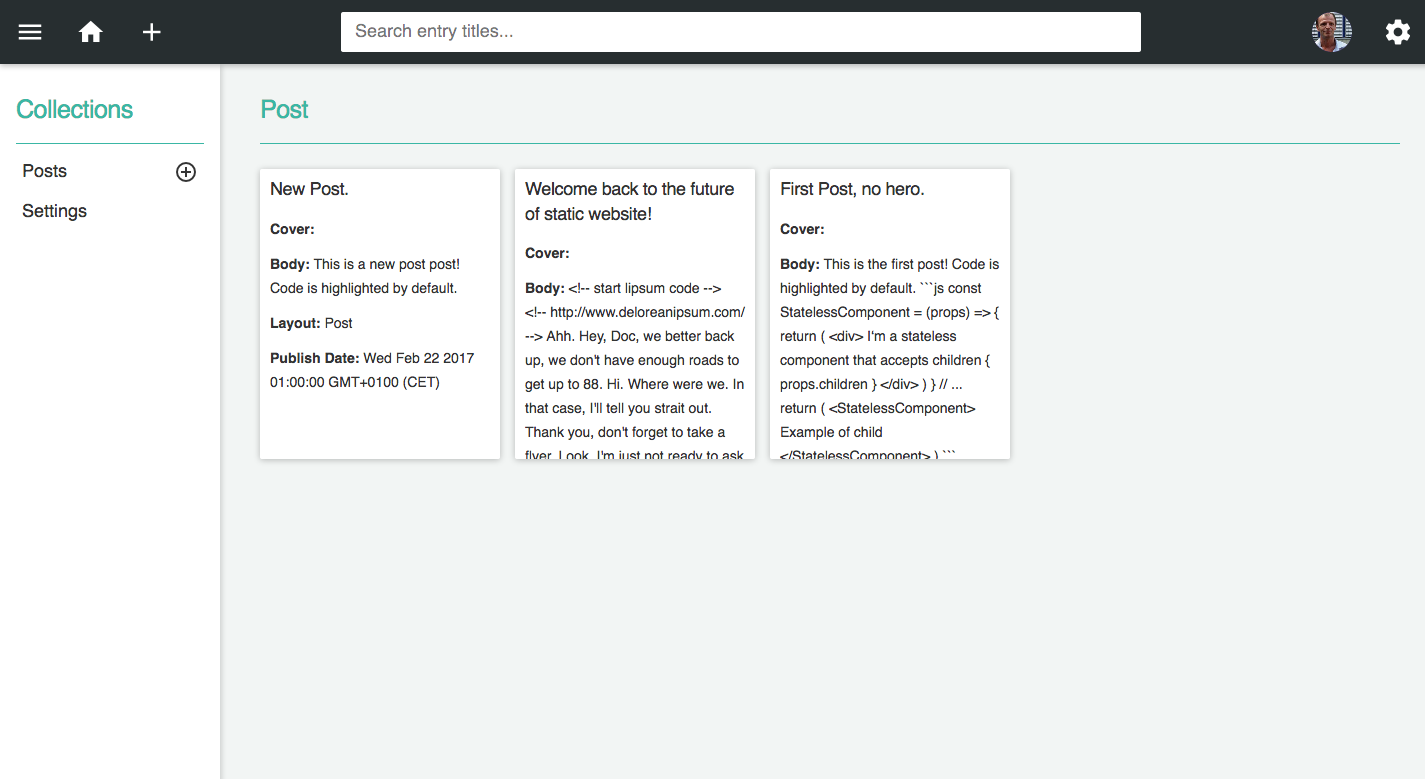 Search entry titles...
Collections
Posts
Settings
Post
New Post.
Cover:
Body: This is a new post post!
Code is highlighted by default.
Layout: Post
Publish Date: Wed Feb 22 2017
01:00:00 GMT+0100 (CET)
Welcome back to the future
of static website!
Cover:
Body: <!-- start lipsum code -->
<!-- http://www.deloreanipsum.com/
--> Ahh. Hey, Doc, we better back
up, we don't have enough roads to
get up to 88. Hi. Where were we. In
that case, I'll tell you strait out.
Thank you, don't forget to take a
flyer. Look, I'm just not ready to ask
First Post, no hero.
Cover:
Body: This is the first post! Code is
highlighted by default. ```js const
StatelessComponent = (props) => {
return ( <div> I'm a stateless
component that accepts children {
props.children } </div> ) } // ...
return ( <StatelessComponent>
Example of child
</StatelessComponent> ) ```